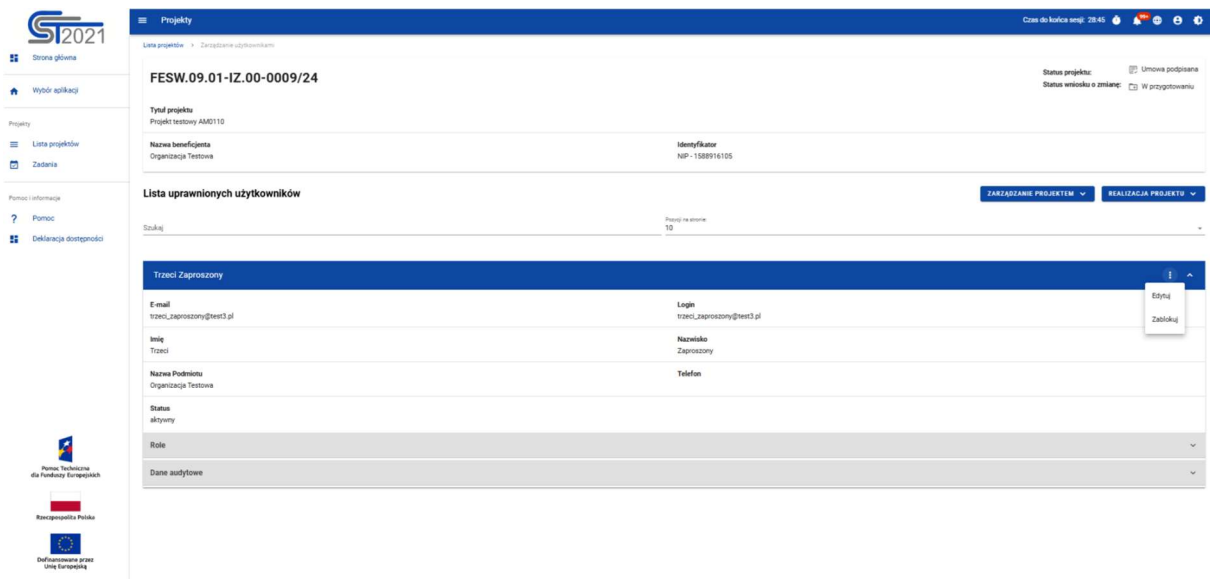 CST2021
Strona główna
Wybór aplikacji
Projekty
Lista projektów
Zadania
Pomoc i informacje
? Pomoc
Deklaracja dostępności
Pomoc Techniczna
dla Funduszy Europejskich
Rzeczpospolita Polska
Dofinansowane przez
Unię Europejską
Projekty
Czas do końca sesji: 28:45
99+
Lista projektów > Zarządzanie użytkownikami
FESW.09.01-IZ.00-0009/24
Status projektu: Umowa podpisana
Status wniosku o zmianę: W przygotowaniu
Tytuł projektu
Projekt testowy AM0110
Nazwa beneficjenta Identyfikator
Organizacja Testowa NIP - 1588916105
Lista uprawnionych użytkowników
ZARZĄDZANIE PROJEKTEM REALIZACJA PROJEKTU
Szukaj
Pozycji na stronie
10
Trzeci Zaproszony
Edytuj
Zablokuj
E-mail Login
trzeci_zaproszony@test3.pl trzeci_zaproszony@test3.pl
Imię Nazwisko
Trzeci Zaproszony
Nazwa Podmiotu Telefon
Organizacja Testowa
Status
aktywny
Role
Dane audytowe